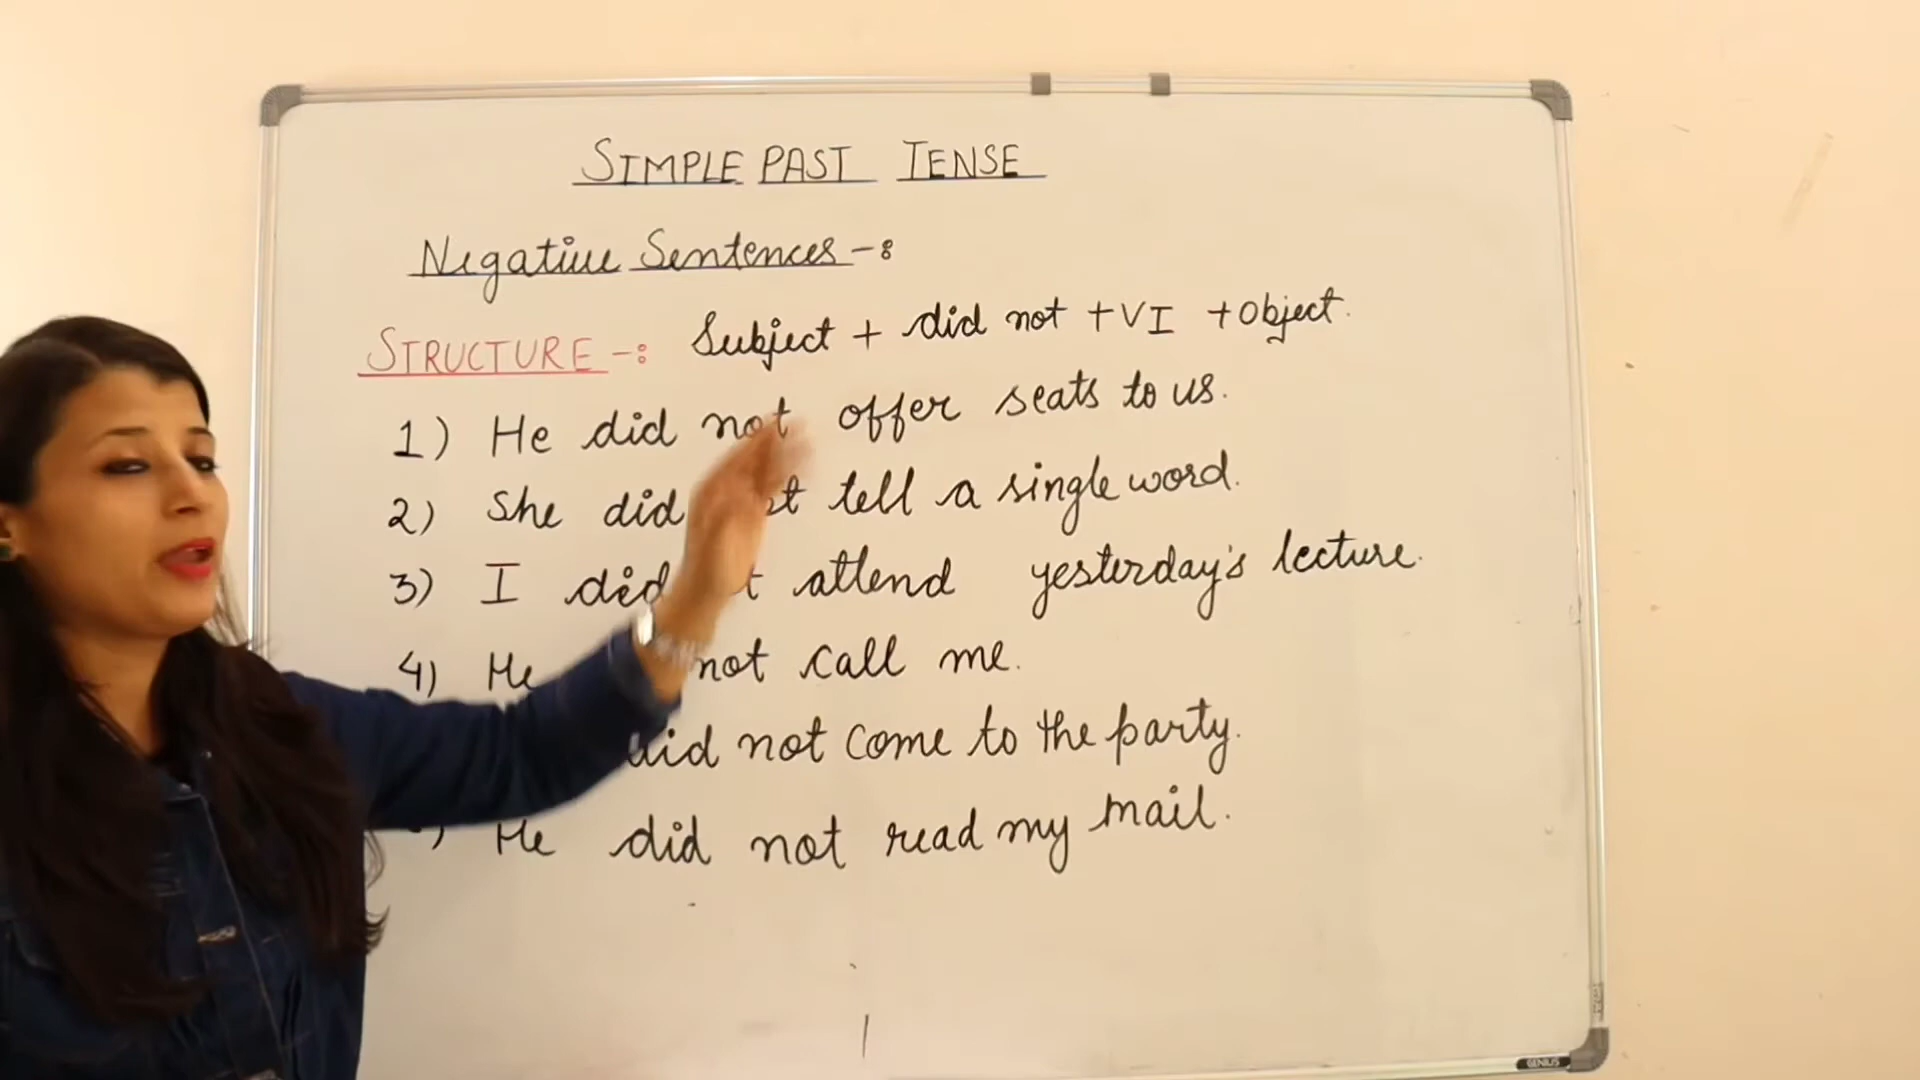 SIMPLE PAST TENSE
Negative Sentences -:
STRUCTURE -: Subject + did not + V1 + Object.
1) He did not offer seats to us.
2) She did tell a single word.
3) I did attend yesterday's lecture.
4) He not call me.
did not come to the party.
He did not read my mail.
GENIUS